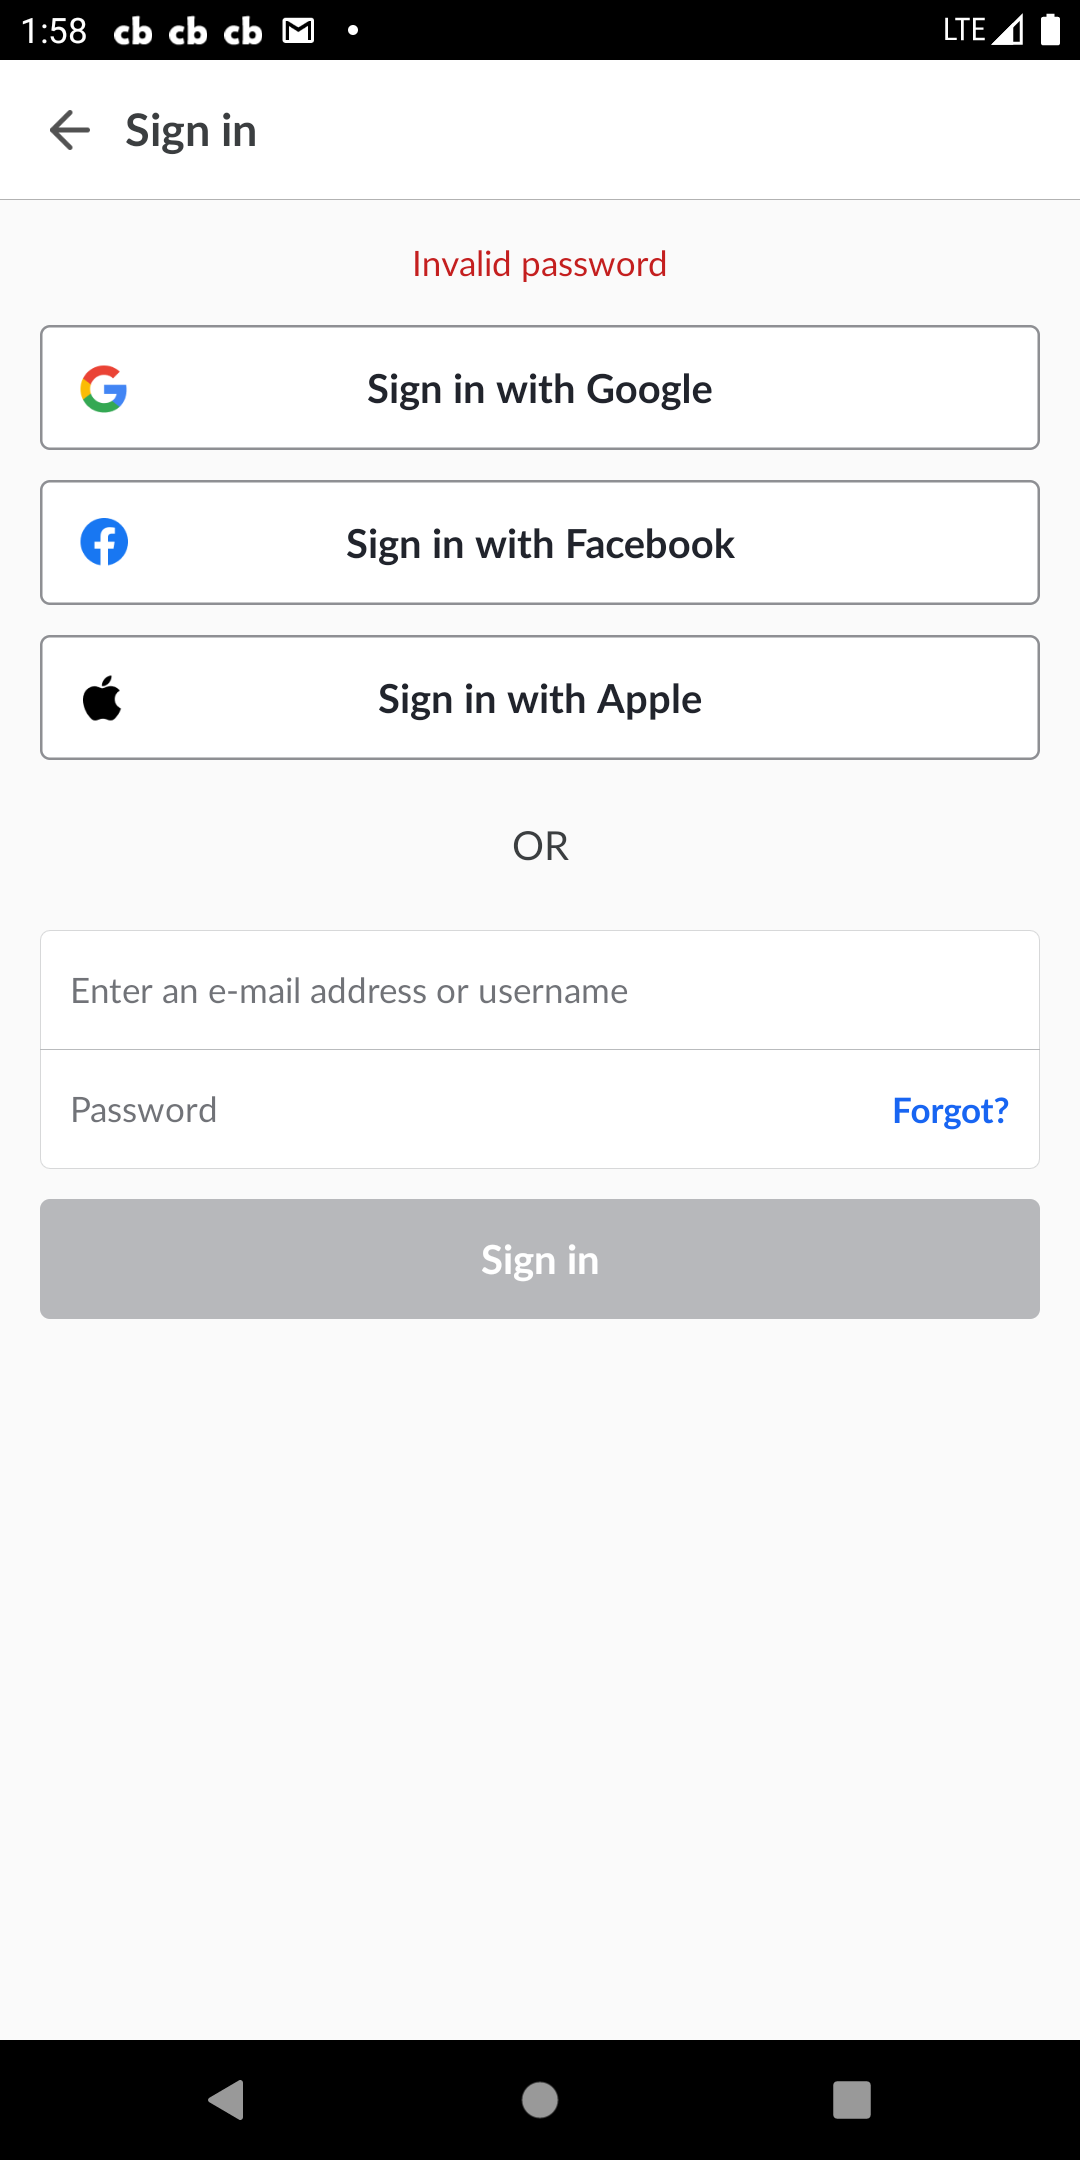 1:58 cb cb cb LTE
Sign in
Invalid password
Sign in with Google
Sign in with Facebook
Sign in with Apple
OR
Enter an e-mail address or username
Password Forgot?
Sign in